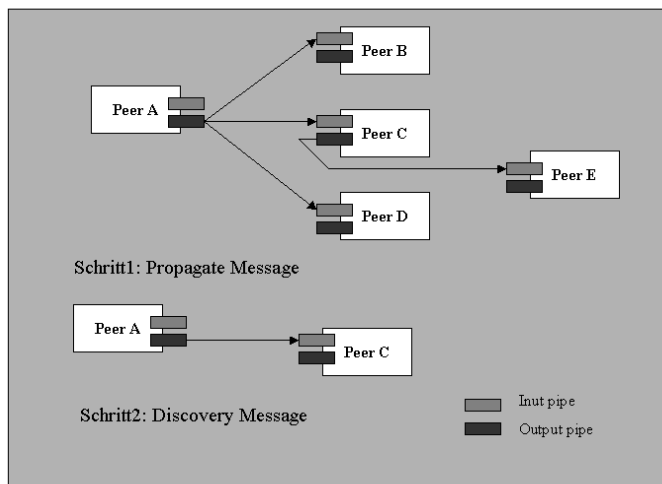 Peer B
Peer A
Peer C
Peer E
Peer D
Schritt1: Propagate Message
Peer A
Peer C
Schritt2: Discovery Message
Inut pipe
Output pipe